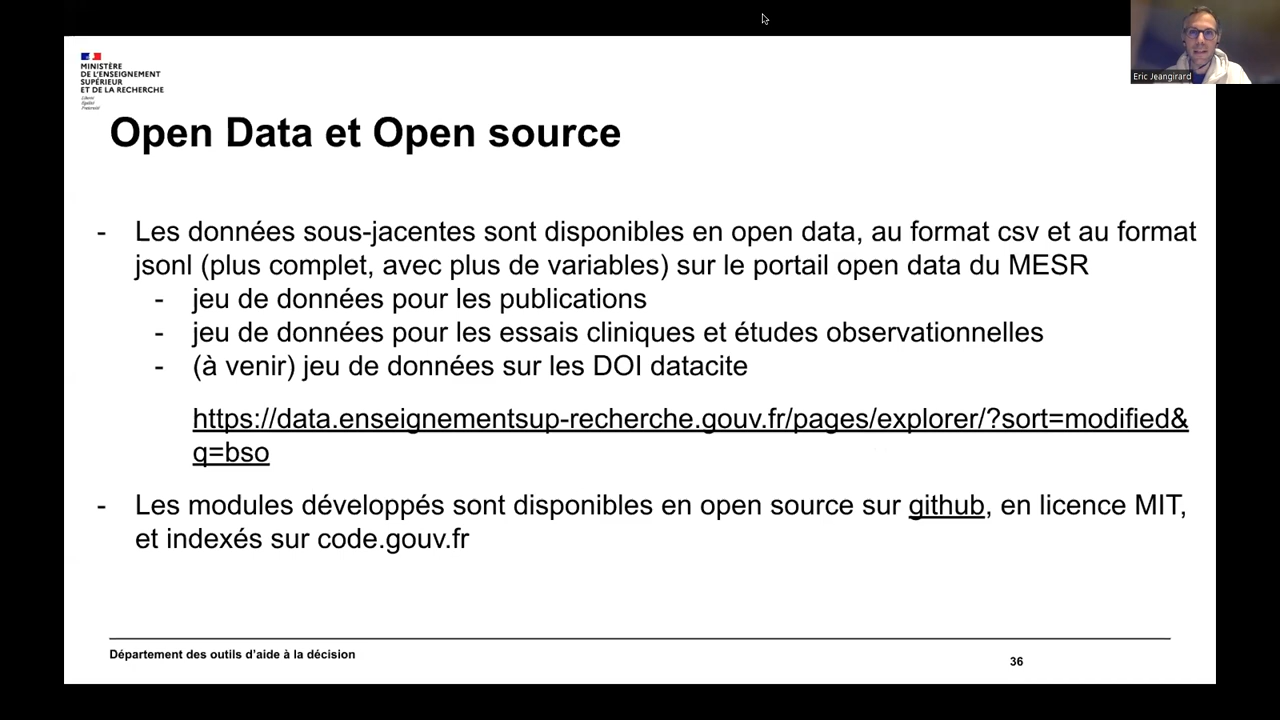 MINISTÈRE
DE L'ENSEIGNEMENT
SUPÉRIEUR
ET DE LA RECHERCHE
Liberté
Égalité
Fraternité
Eric Jeangirard
Open Data et Open source
- Les données sous-jacentes sont disponibles en open data, au format csv et au format
jsonl (plus complet, avec plus de variables) sur le portail open data du MESR
- jeu de données pour les publications
- jeu de données pour les essais cliniques et études observationnelles
- (à venir) jeu de données sur les DOI datacite
https://data.enseignementsup-recherche.gouv.fr/pages/explorer/?sort=modified&
q=bso
- Les modules développés sont disponibles en open source sur github, en licence MIT,
et indexés sur code.gouv.fr
Département des outils d'aide à la décision
36